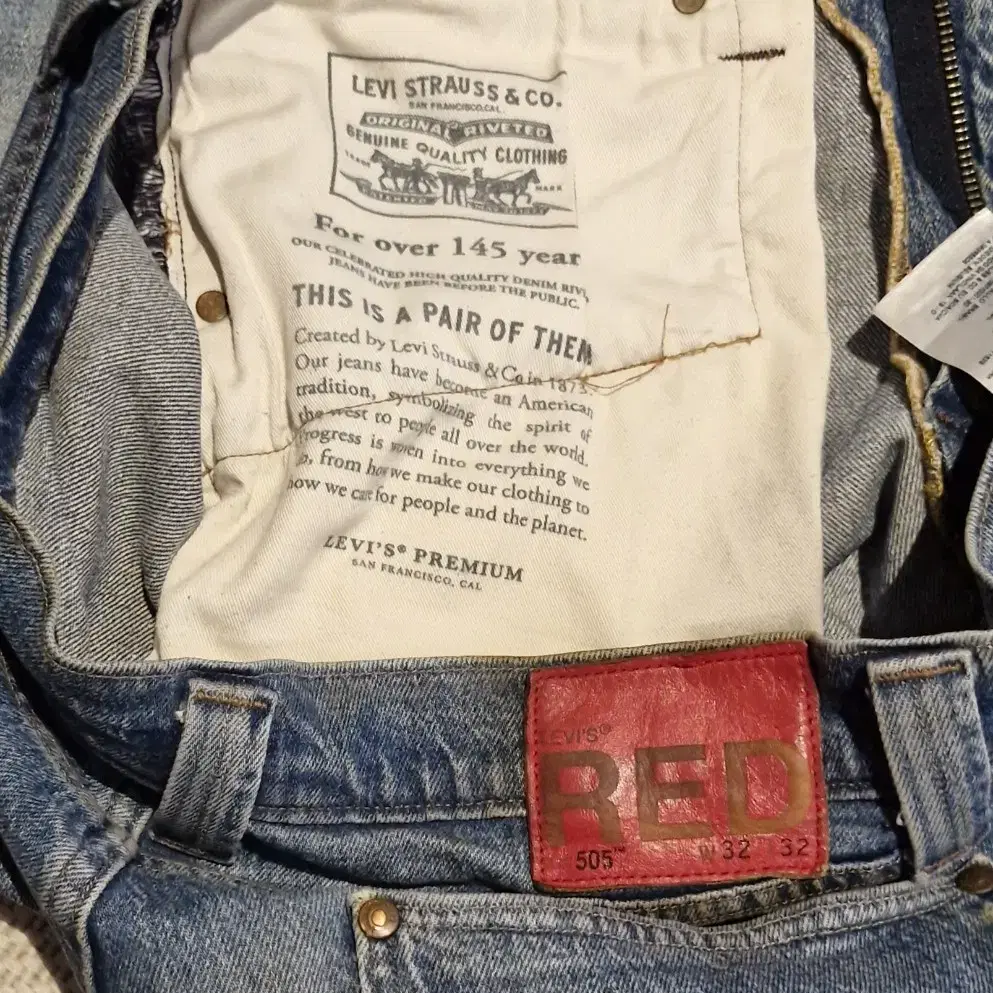 LEVI STRAUSS & CO.
SAN FRANCISCO, CAL.
ORIGINAL RIVETED
GENUINE QUALITY CLOTHING
TRADE MARK
For over 145 year
OUR CELEBRATED HIGH QUALITY DENIM RIV
JEANS HAVE BEEN BEFORE THE PUBLIC.
THIS IS A PAIR OF THEM
Created by Levi Strauss & Co in 1873.
Our jeans have become an American
tradition, symbolizing the spirit of
the west to people all over the world.
Progress is woven into everything we
do, from how we make our clothing to
how we care for people and the planet.
LEVI'S® PREMIUM
SAN FRANCISCO, CAL
LEVI'S®
RED
505™ W 32 32